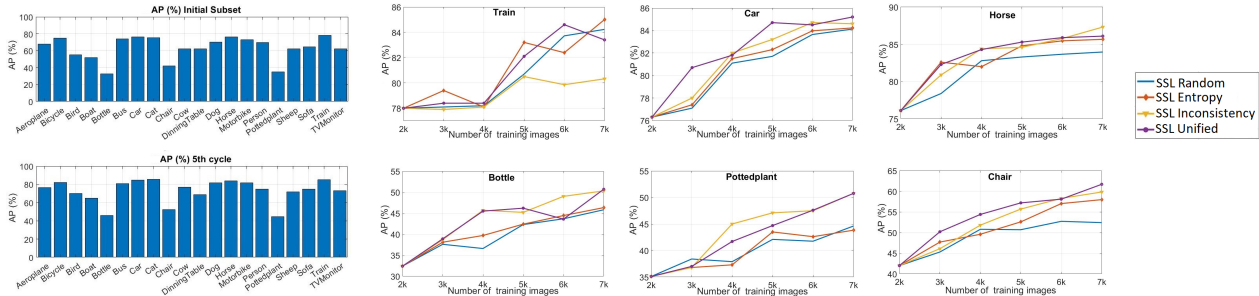 AP (%) Initial Subset
AP (%)
100
80
60
40
20
0
Aeroplane
Bicycle
Bird
Boat
Bottle
Bus
Car
Cat
Chair
Cow
DinningTable
Dog
Horse
Motorbike
Person
Pottedplant
Sheep
Sofa
Train
TVMonitor
Train
AP (%)
86
84
82
80
78
2k 3k 4k 5k 6k 7k
Number of training images
Car
AP (%)
86
84
82
80
78
76
2k 3k 4k 5k 6k 7k
Number of training images
Horse
AP (%)
90
85
80
75
2k 3k 4k 5k 6k 7k
Number of training images
SSL Random
SSL Entropy
SSL Inconsistency
SSL Unified
AP (%) 5th cycle
AP (%)
100
80
60
40
20
0
Aeroplane
Bicycle
Bird
Boat
Bottle
Bus
Car
Cat
Chair
Cow
DinningTable
Dog
Horse
Motorbike
Person
Pottedplant
Sheep
Sofa
Train
TVMonitor
Bottle
AP (%)
55
50
45
40
35
30
2k 3k 4k 5k 6k 7k
Number of training images
Pottedplant
AP (%)
55
50
45
40
35
2k 3k 4k 5k 6k 7k
Number of training images
Chair
AP (%)
65
60
55
50
45
40
2k 3k 4k 5k 6k 7k
Number of training images